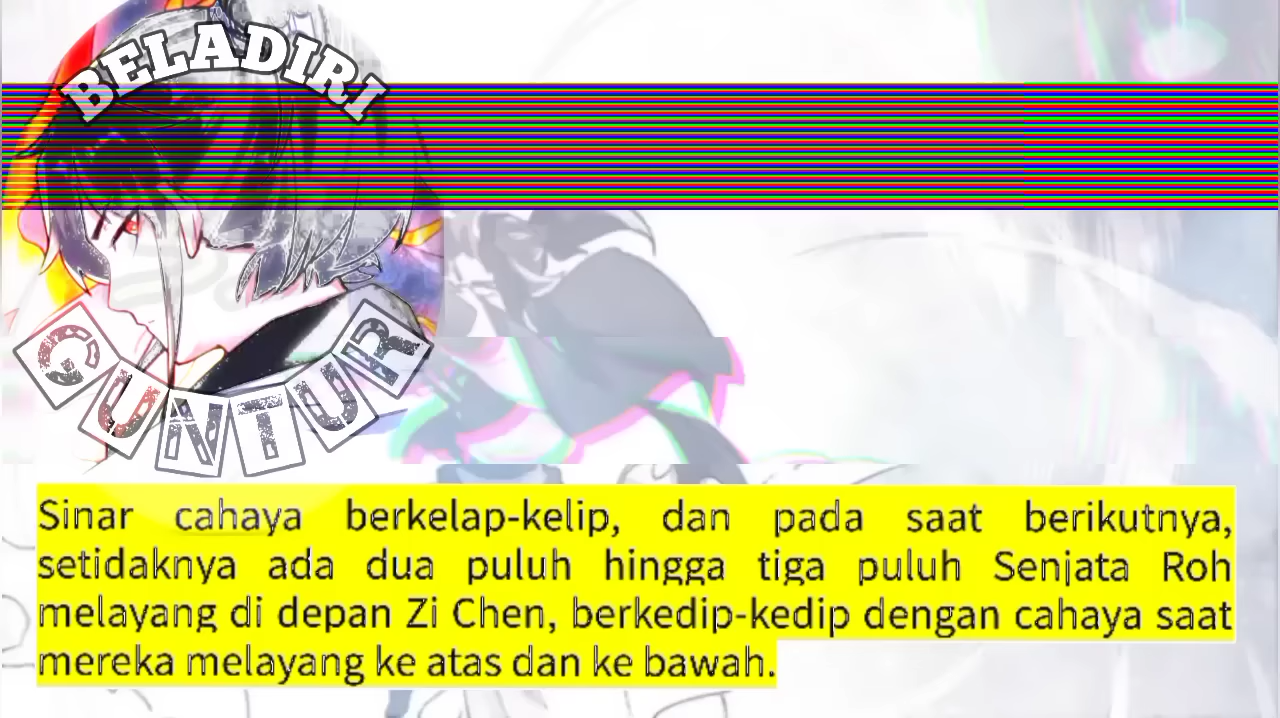 BELADIRI
GUNTUR
Sinar cahaya berkelap-kelip, dan pada saat berikutnya,
setidaknya ada dua puluh hingga tiga puluh Senjata Roh
melayang di depan Zi Chen, berkedip-kedip dengan cahaya saat
mereka melayang ke atas dan ke bawah.